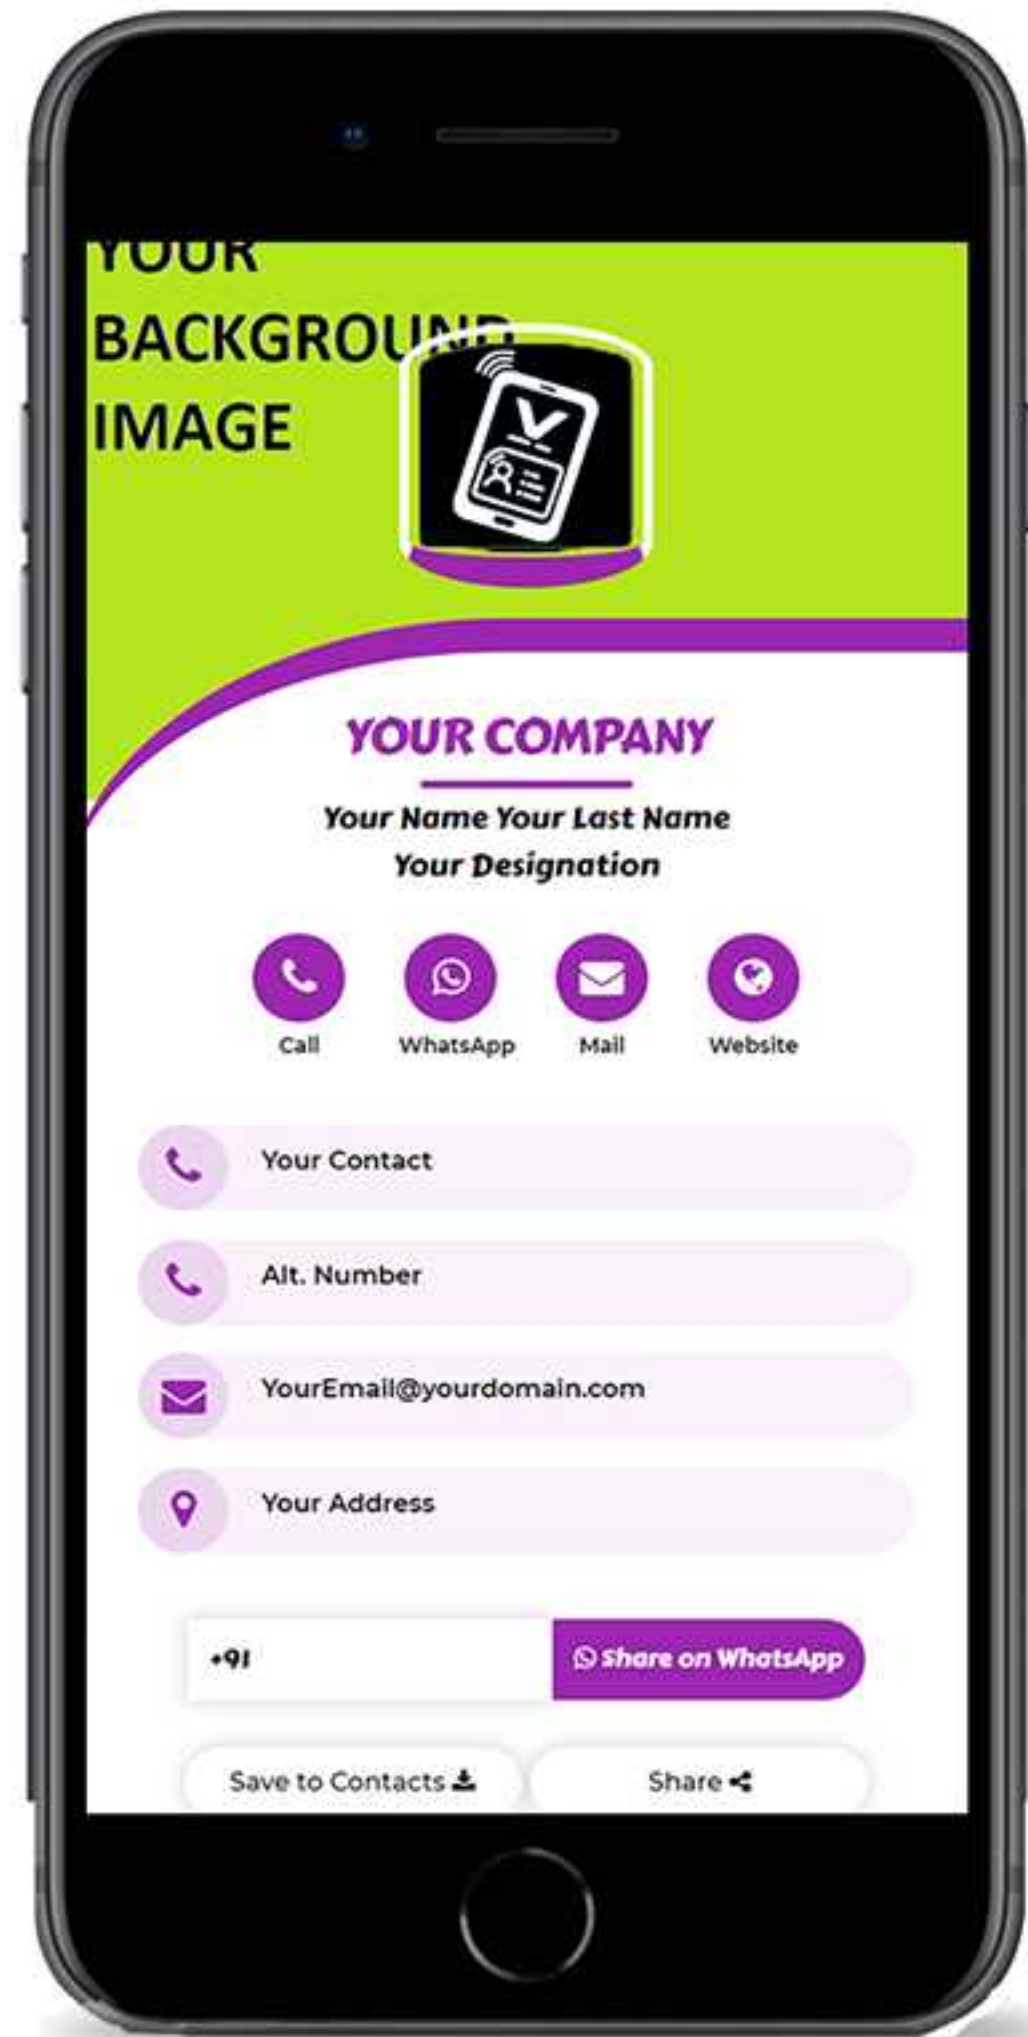 YOUR
BACKGROUND
IMAGE
V
YOUR COMPANY
Your Name Your Last Name
Your Designation
Call WhatsApp Mail Website
Your Contact
Alt. Number
YourEmail@yourdomain.com
Your Address
+91 Share on WhatsApp
Save to Contacts Share